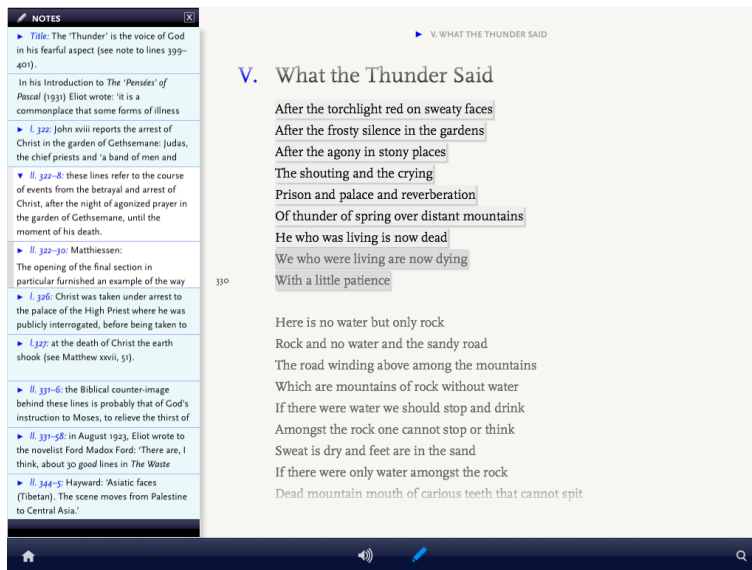 NOTES X
► Title: The ‘Thunder’ is the voice of God
in his fearful aspect (see note to lines 399–
401).
In his Introduction to The ‘Pensées’ of
Pascal (1931) Eliot wrote: ‘it is a
commonplace that some forms of illness
► l. 322: John xviii reports the arrest of
Christ in the garden of Gethsemane: Judas,
the chief priests and ‘a band of men and
▼ ll. 322–8: these lines refer to the course
of events from the betrayal and arrest of
Christ, after the night of agonized prayer in
the garden of Gethsemane, until the
moment of his death.
► ll. 322–30: Matthiessen:
The opening of the final section in
particular furnished an example of the way
► l. 326: Christ was taken under arrest to
the palace of the High Priest where he was
publicly interrogated, before being taken to
► l.327: at the death of Christ the earth
shook (see Matthew xxvii, 51).
► ll. 331–6: the Biblical counter-image
behind these lines is probably that of God’s
instruction to Moses, to relieve the thirst of
► ll. 331–58: in August 1923, Eliot wrote to
the novelist Ford Madox Ford: ‘There are, I
think, about 30 good lines in The Waste
► ll. 344–5: Hayward: ‘Asiatic faces
(Tibetan). The scene moves from Palestine
to Central Asia.’
► V. WHAT THE THUNDER SAID
V. What the Thunder Said
After the torchlight red on sweaty faces
After the frosty silence in the gardens
After the agony in stony places
The shouting and the crying
Prison and palace and reverberation
Of thunder of spring over distant mountains
He who was living is now dead
We who were living are now dying
330 With a little patience
Here is no water but only rock
Rock and no water and the sandy road
The road winding above among the mountains
Which are mountains of rock without water
If there were water we should stop and drink
Amongst the rock one cannot stop or think
Sweat is dry and feet are in the sand
If there were only water amongst the rock
Dead mountain mouth of carious teeth that cannot spit